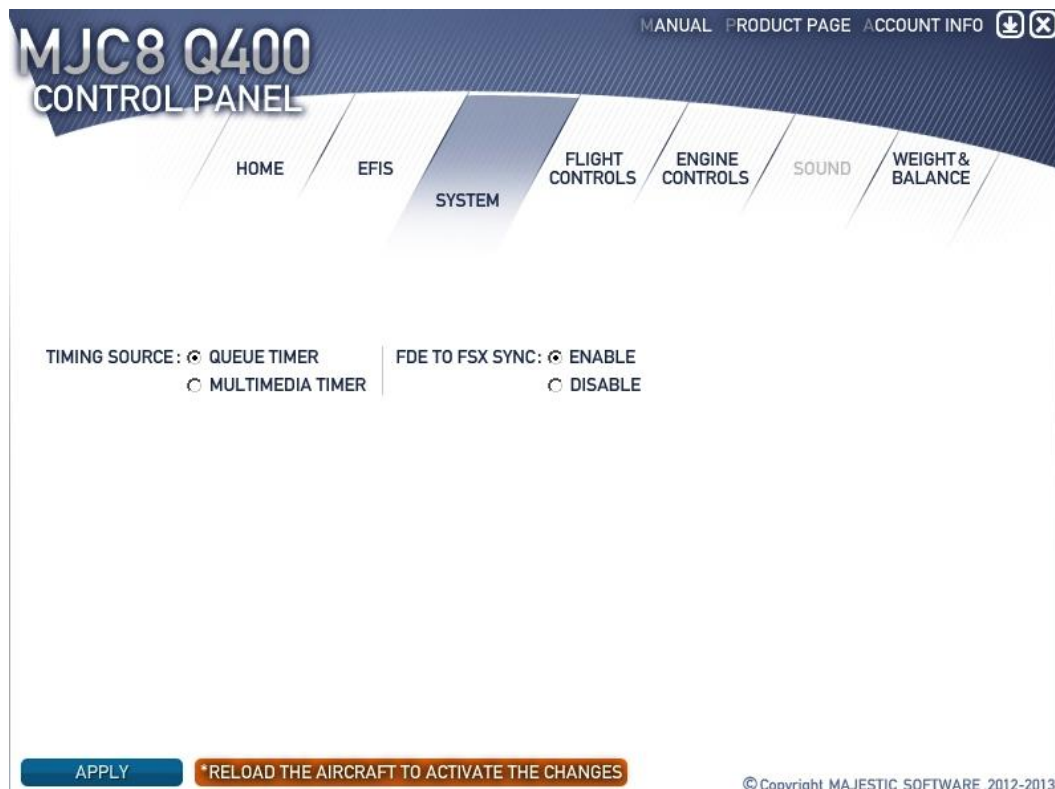 MANUAL PRODUCT PAGE ACCOUNT INFO
MJC8 Q400
CONTROL PANEL
HOME
EFIS
SYSTEM
FLIGHT
CONTROLS
ENGINE
CONTROLS
SOUND
WEIGHT &
BALANCE
TIMING SOURCE: QUEUE TIMER
MULTIMEDIA TIMER
FDE TO FSX SYNC: ENABLE
DISABLE
APPLY
*RELOAD THE AIRCRAFT TO ACTIVATE THE CHANGES
© Copyright MAJESTIC SOFTWARE 2012-2013